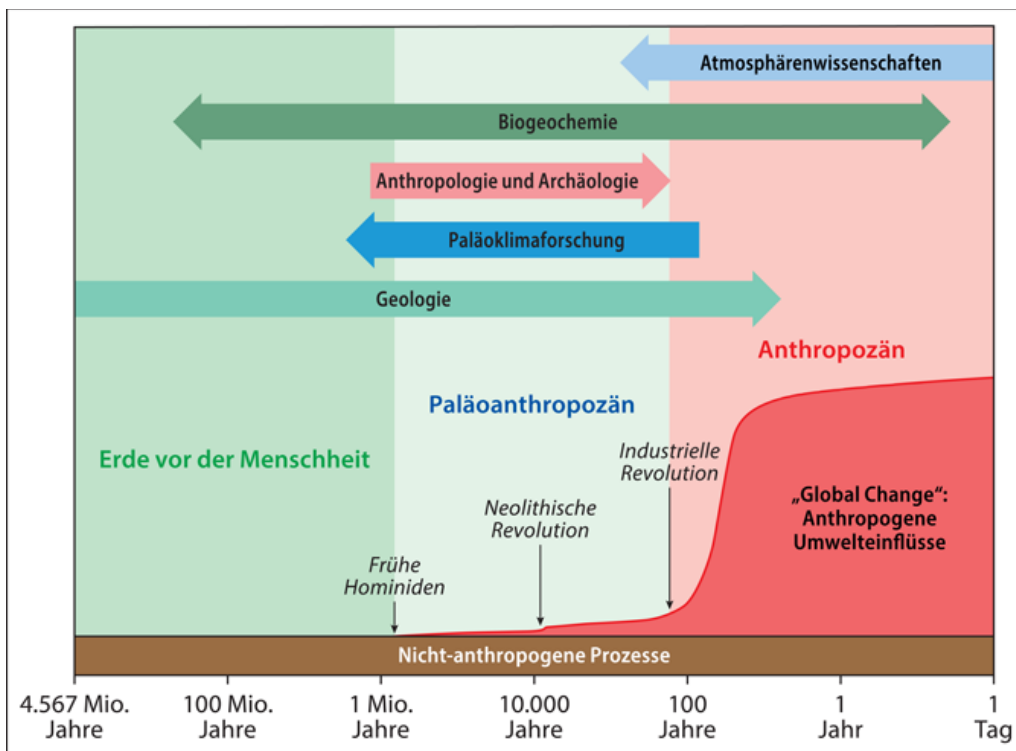 Atmosphärenwissenschaften
Biogeochemie
Anthropologie und Archäologie
Paläoklimaforschung
Geologie
Anthropozän
Paläoanthropozän
Erde vor der Menschheit
Industrielle
Revolution
Neolithische
Revolution
Frühe
Hominiden
„Global Change“:
Anthropogene
Umwelteinflüsse
Nicht-anthropogene Prozesse
4.567 Mio.
Jahre
100 Mio.
Jahre
1 Mio.
Jahre
10.000
Jahre
100
Jahre
1
Jahr
1
Tag